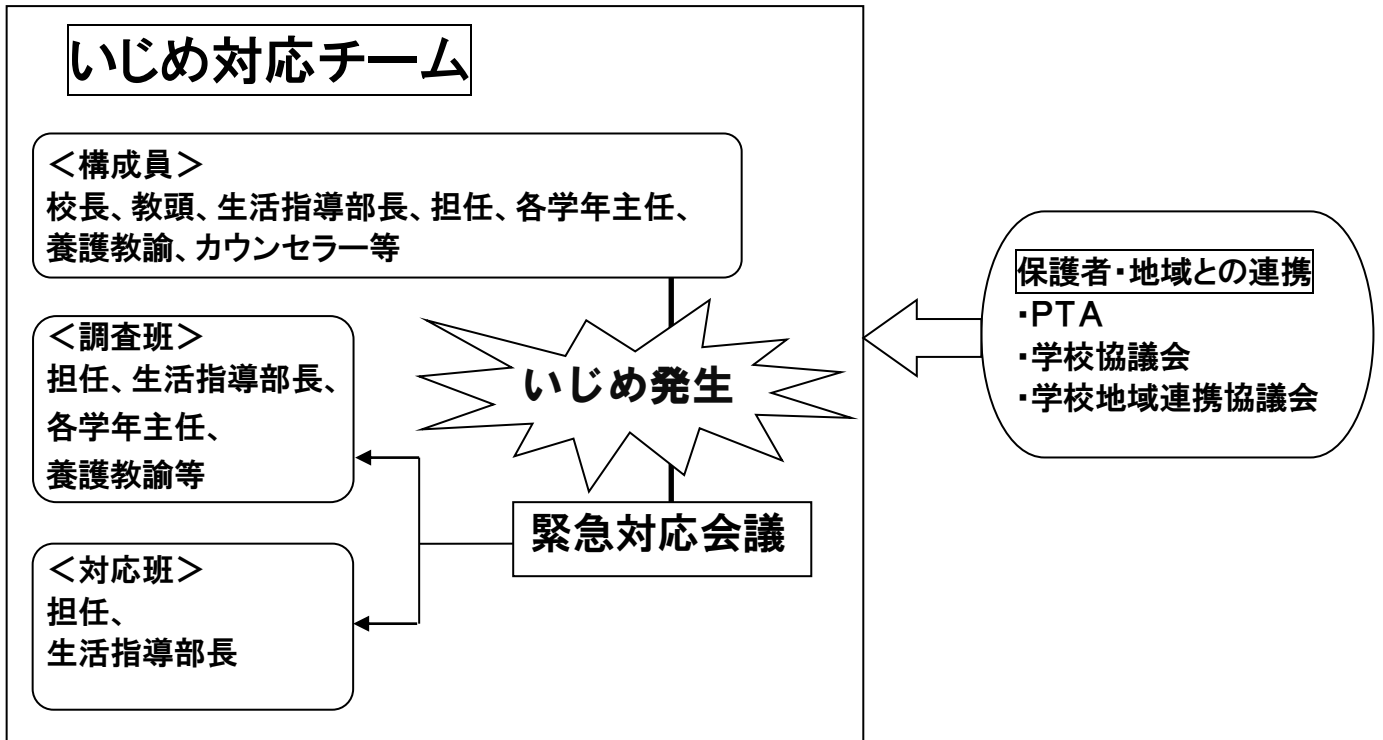 いじめ対応チーム
＜構成員＞
校長、教頭、生活指導部長、担任、各学年主任、
養護教諭、カウンセラー等
＜調査班＞
担任、生活指導部長、
各学年主任、
養護教諭等
いじめ発生
緊急対応会議
＜対応班＞
担任、
生活指導部長
保護者・地域との連携
・PTA
・学校協議会
・学校地域連携協議会